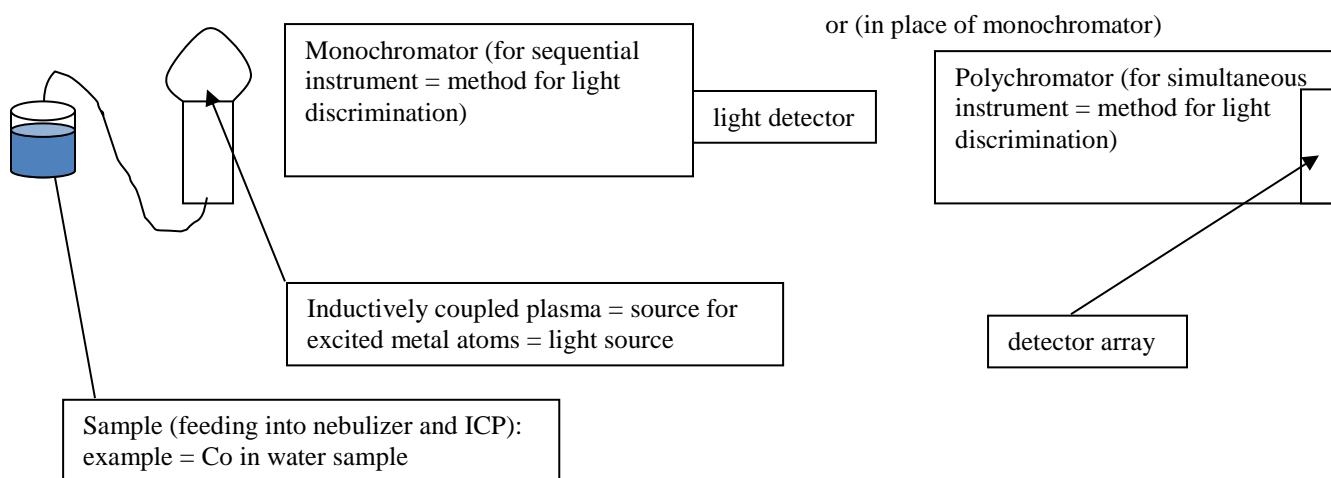 or (in place of monochromator)
Monochromator (for sequential
instrument = method for light
discrimination)
light detector
Polychromator (for simultaneous
instrument = method for light
discrimination)
Inductively coupled plasma = source for
excited metal atoms = light source
detector array
Sample (feeding into nebulizer and ICP):
example = Co in water sample